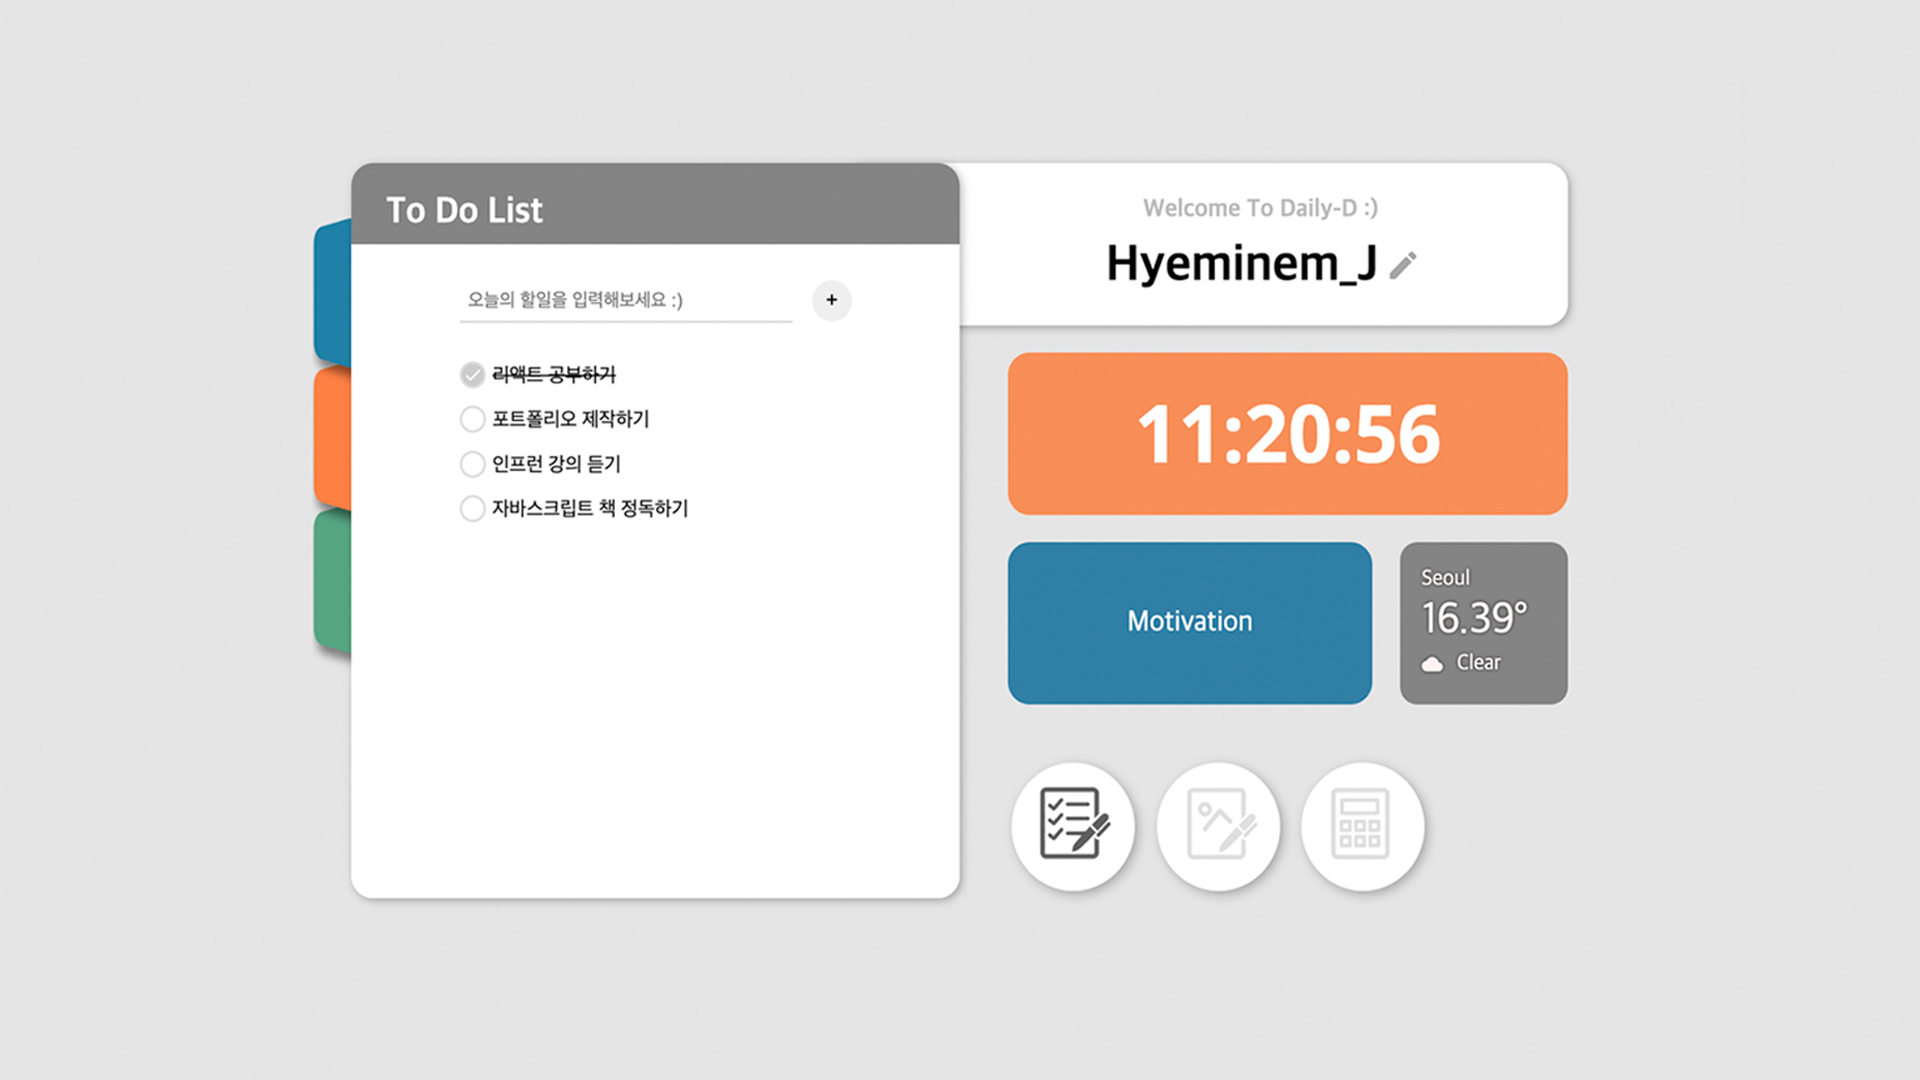 To Do List
오늘의 할일을 입력해보세요 :)
+
리액트 공부하기
포트폴리오 제작하기
인프런 강의 듣기
자바스크립트 책 정독하기
Welcome To Daily-D :)
Hyeminem_J
11:20:56
Motivation
Seoul
16.39°
Clear